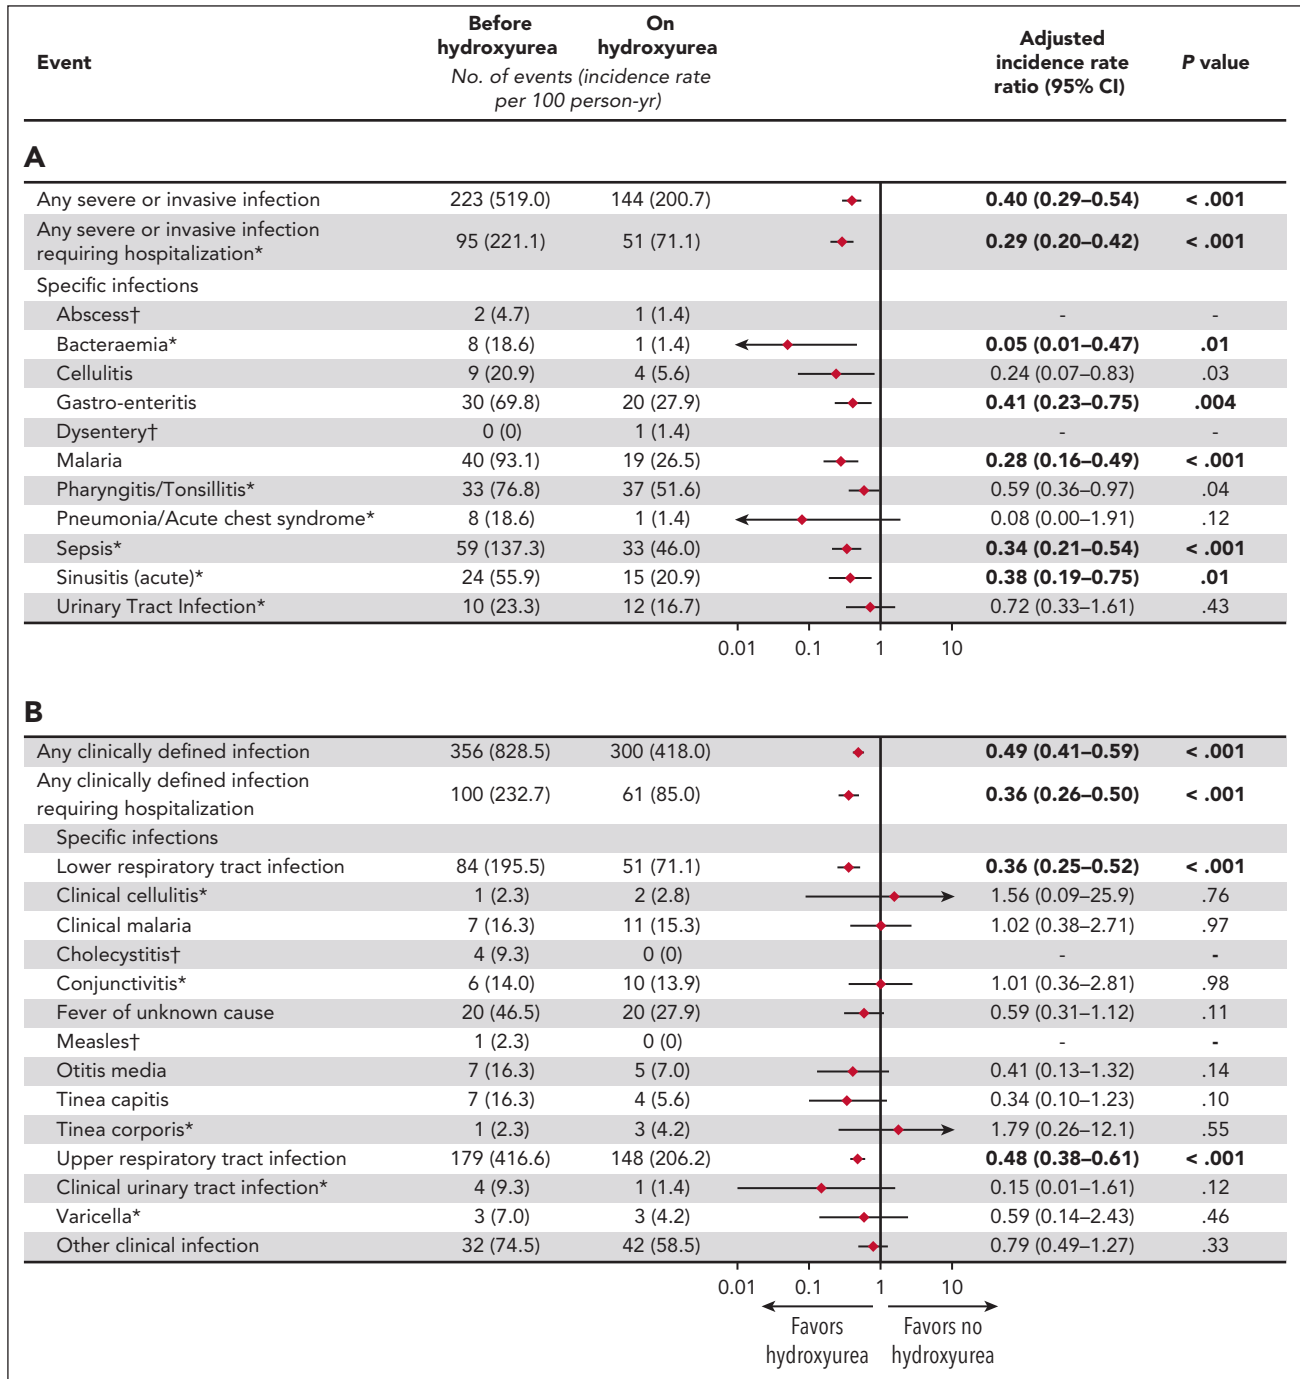 Event Before hydroxyurea On hydroxyurea Adjusted incidence rate ratio (95% CI) P value
No. of events (incidence rate per 100 person-yr)
A
Any severe or invasive infection 223 (519.0) 144 (200.7) 0.40 (0.29–0.54) < .001
Any severe or invasive infection requiring hospitalization* 95 (221.1) 51 (71.1) 0.29 (0.20–0.42) < .001
Specific infections
Abscess† 2 (4.7) 1 (1.4) - -
Bacteraemia* 8 (18.6) 1 (1.4) 0.05 (0.01–0.47) .01
Cellulitis 9 (20.9) 4 (5.6) 0.24 (0.07–0.83) .03
Gastro-enteritis 30 (69.8) 20 (27.9) 0.41 (0.23–0.75) .004
Dysentery† 0 (0) 1 (1.4) - -
Malaria 40 (93.1) 19 (26.5) 0.28 (0.16–0.49) < .001
Pharyngitis/Tonsillitis* 33 (76.8) 37 (51.6) 0.59 (0.36–0.97) .04
Pneumonia/Acute chest syndrome* 8 (18.6) 1 (1.4) 0.08 (0.00–1.91) .12
Sepsis* 59 (137.3) 33 (46.0) 0.34 (0.21–0.54) < .001
Sinusitis (acute)* 24 (55.9) 15 (20.9) 0.38 (0.19–0.75) .01
Urinary Tract Infection* 10 (23.3) 12 (16.7) 0.72 (0.33–1.61) .43
0.01 0.1 1 10
B
Any clinically defined infection 356 (828.5) 300 (418.0) 0.49 (0.41–0.59) < .001
Any clinically defined infection requiring hospitalization 100 (232.7) 61 (85.0) 0.36 (0.26–0.50) < .001
Specific infections
Lower respiratory tract infection 84 (195.5) 51 (71.1) 0.36 (0.25–0.52) < .001
Clinical cellulitis* 1 (2.3) 2 (2.8) 1.56 (0.09–25.9) .76
Clinical malaria 7 (16.3) 11 (15.3) 1.02 (0.38–2.71) .97
Cholecystitis† 4 (9.3) 0 (0) - -
Conjunctivitis* 6 (14.0) 10 (13.9) 1.01 (0.36–2.81) .98
Fever of unknown cause 20 (46.5) 20 (27.9) 0.59 (0.31–1.12) .11
Measles† 1 (2.3) 0 (0) - -
Otitis media 7 (16.3) 5 (7.0) 0.41 (0.13–1.32) .14
Tinea capitis 7 (16.3) 4 (5.6) 0.34 (0.10–1.23) .10
Tinea corporis* 1 (2.3) 3 (4.2) 1.79 (0.26–12.1) .55
Upper respiratory tract infection 179 (416.6) 148 (206.2) 0.48 (0.38–0.61) < .001
Clinical urinary tract infection* 4 (9.3) 1 (1.4) 0.15 (0.01–1.61) .12
Varicella* 3 (7.0) 3 (4.2) 0.59 (0.14–2.43) .46
Other clinical infection 32 (74.5) 42 (58.5) 0.79 (0.49–1.27) .33
0.01 0.1 1 10
Favors hydroxyurea Favors no hydroxyurea